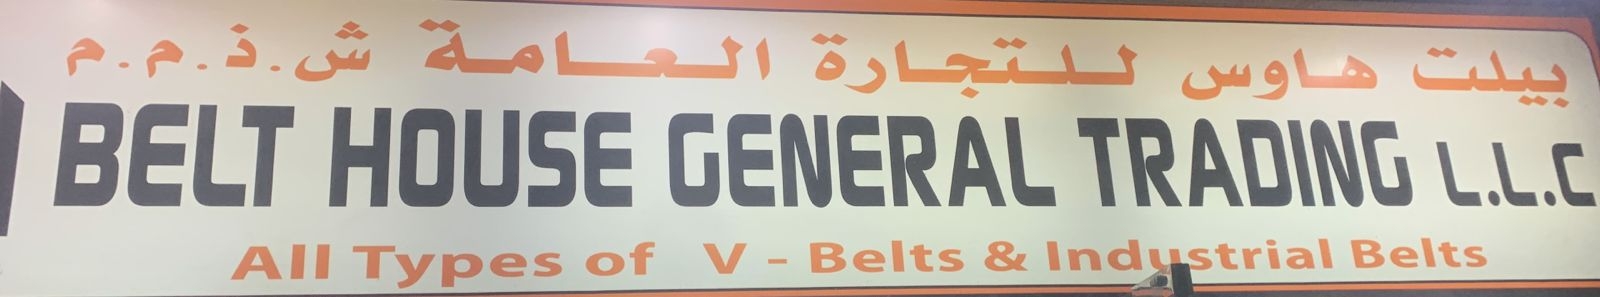 بيلت هاوس للتجارة العامة ش.ذ.م.م
BELT HOUSE GENERAL TRADING L.L.C
All Types of V - Belts & Industrial Belts